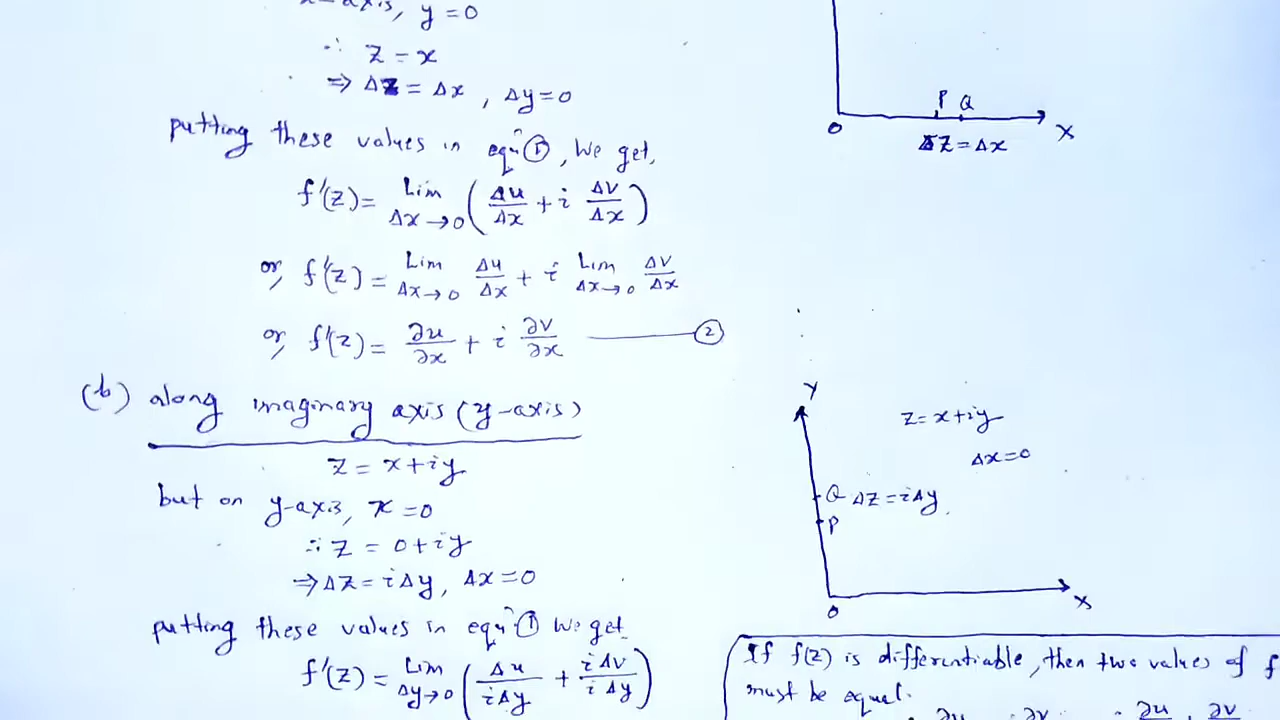 x-axis, y = 0
∴ z = x
⇒ Δz = Δx , Δy = 0
putting these values in equⁿ ①, we get,
f'(z) = Lim Δx→0 ( Δu/Δx + i Δv/Δx )
or, f'(z) = Lim Δx→0 Δu/Δx + i Lim Δx→0 Δv/Δx
or, f'(z) = ∂u/∂x + i ∂v/∂x —— ②
(b) along imaginary axis (y-axis)
z = x + iy
but on y-axis, x = 0
∴ z = 0 + iy
⇒ Δz = iΔy, Δx = 0
putting these values in equⁿ ① we get
f'(z) = Lim Δy→0 ( Δu/iΔy + iΔv/iΔy )
P Q
O
X
Δz = Δx
Y
z = x + iy
Δx = 0
Q Δz = iΔy
P
O
X
If f(z) is differentiable, then two values of f
must be equal.
∂u ∂v ∂u ∂v